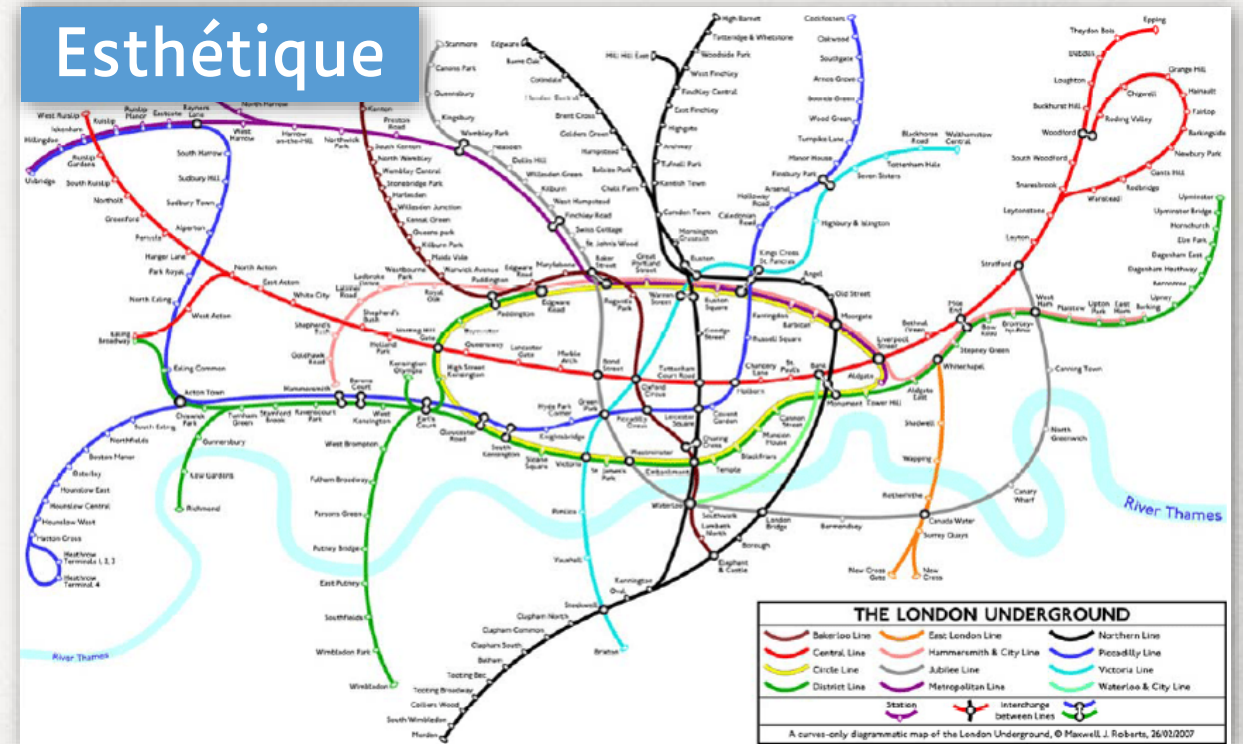 Esthétique
High Barnet
Totteridge & Whetstone
Woodside Park
West Finchley
Finchley Central
East Finchley
Highgate
Archway
Tufnell Park
Kentish Town
Camden Town
Mornington
Crescent
Mill Hill East
Edgware
Burnt Oak
Colindale
Hendon Central
Brent Cross
Golders Green
Hampstead
Belsize Park
Chalk Farm
Stanmore
Canons Park
Queensbury
Kingsbury
Wembley Park
Neasden
Dollis Hill
Willesden Green
Kilburn
West Hampstead
Finchley Road
Swiss Cottage
St. Johns Wood
Baker
Street
Cockfosters
Oakwood
Southgate
Arnos Grove
Bounds Green
Wood Green
Turnpike Lane
Manor House
Finsbury Park
Arsenal
Holloway
Road
Caledonian
Road
Kings Cross
St. Pancras
Blackhorse
Road
Walthamstow
Central
Tottenham Hale
Seven Sisters
Highbury & Islington
Epping
Theydon Bois
Debden
Loughton
Buckhurst Hill
Woodford
South Woodford
Snaresbrook
Leytonstone
Leyton
Stratford
Grange Hill
Hainault
Fairlop
Barkingside
Newbury Park
Gants Hill
Redbridge
Wanstead
Chigwell
Roding Valley
Upminster
Upminster Bridge
Hornchurch
Elm Park
Dagenham East
Dagenham Heathway
Becontree
Upney
Barking
East
Ham
Upton
Park
Plaistow
West
Ham
Bromley-
by-Bow
Bow
Road
Mile
End
Stepney Green
Whitechapel
Aldgate
East
Bethnal
Green
Liverpool
Street
Aldgate
Tower Hill
Monument
Bank
Moorgate
Old Street
Angel
Barbican
Farringdon
Euston
Euston
Square
Warren
Street
Great
Portland
Street
Regents
Park
Marylebone
Edgware
Road
Edgware
Road
Paddington
Paddington
Warwick Avenue
Maida Vale
Kilburn Park
Queens park
Kensal Green
Willesden Junction
Harlesden
Stonebridge Park
Wembley Central
North Wembley
South Kenton
Kenton
Preston
Road
Northwick
Park
Harrow
on-the-Hill
North Harrow
West
Harrow
Rayners
Lane
Eastcote
Ruislip
Manor
Ruislip
Ickenham
Hillingdon
Uxbridge
West Ruislip
Ruislip
Gardens
South Ruislip
Northolt
Greenford
Perivale
Hanger Lane
North Acton
East Acton
White City
Shepherd's
Bush
Holland
Park
Notting Hill
Gate
Queensway
Lancaster
Gate
Marble
Arch
Bond
Street
Oxford
Circus
Tottenham
Court Road
Holborn
Chancery
Lane
St.
Pauls
South Harrow
Sudbury Hill
Sudbury Town
Alperton
Park Royal
North Ealing
West Acton
Ealing
Broadway
Ealing Common
Acton Town
Chiswick
Park
Turnham
Green
Stamford
Brook
Ravenscourt
Park
Hammersmith
Barons
Court
West
Kensington
Earl's
Court
Gloucester
Road
South
Kensington
Sloane
Square
Victoria
St. James's
Park
Westminster
Embankment
Temple
Blackfriars
Mansion
House
Cannon
Street
Royal
Oak
Westbourne
Park
Ladbroke
Grove
Latimer
Road
Shepherd's
Bush
Goldhawk
Road
Bayswater
High Street
Kensington
Kensington
Olympia
Knightsbridge
Hyde Park
Corner
Green
Park
Piccadilly
Circus
Leicester
Square
Covent
Garden
Russell Square
Goodge
Street
Charing
Cross
Waterloo
Southwark
Lambeth
North
Elephant
& Castle
Borough
London
Bridge
Bermondsey
Canada Water
Canary
Wharf
North
Greenwich
Canning Town
Shadwell
Wapping
Rotherhithe
Surrey Quays
New Cross
Gate
New
Cross
South Ealing
Northfields
Boston Manor
Osterley
Hounslow East
Hounslow Central
Hounslow West
Hatton Cross
Heathrow
Terminals 1, 2, 3
Heathrow
Terminal 4
Gunnersbury
Kew Gardens
Richmond
West Brompton
Fulham Broadway
Parsons Green
Putney Bridge
East Putney
Southfields
Wimbledon Park
Wimbledon
Pimlico
Vauxhall
Stockwell
Brixton
Kennington
Oval
Clapham North
Clapham Common
Clapham South
Balham
Tooting Bec
Tooting Broadway
Colliers Wood
South Wimbledon
Morden
River Thames
River Thames
THE LONDON UNDERGROUND
Bakerloo Line
East London Line
Northern Line
Central Line
Hammersmith & City Line
Piccadilly Line
Circle Line
Jubilee Line
Victoria Line
District Line
Metropolitan Line
Waterloo & City Line
Station
Interchange
between Lines
A curves-only diagrammatic map of the London Underground, © Maxwell J. Roberts, 26/02/2007